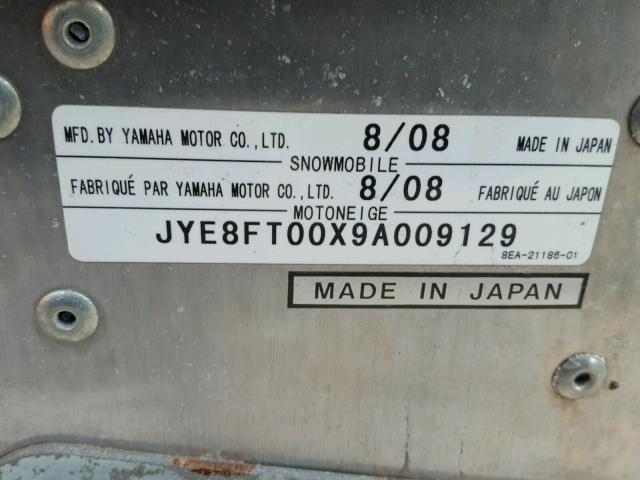 MFD.BY YAMAHA MOTOR CO.,LTD. 8/08 MADE IN JAPAN
SNOWMOBILE
FABRIQUÉ PAR YAMAHA MOTOR CO.,LTD. 8/08 FABRIQUÉ AU JAPON
MOTONEIGE
JYE8FT00X9A009129
8EA-21186-01
MADE IN JAPAN